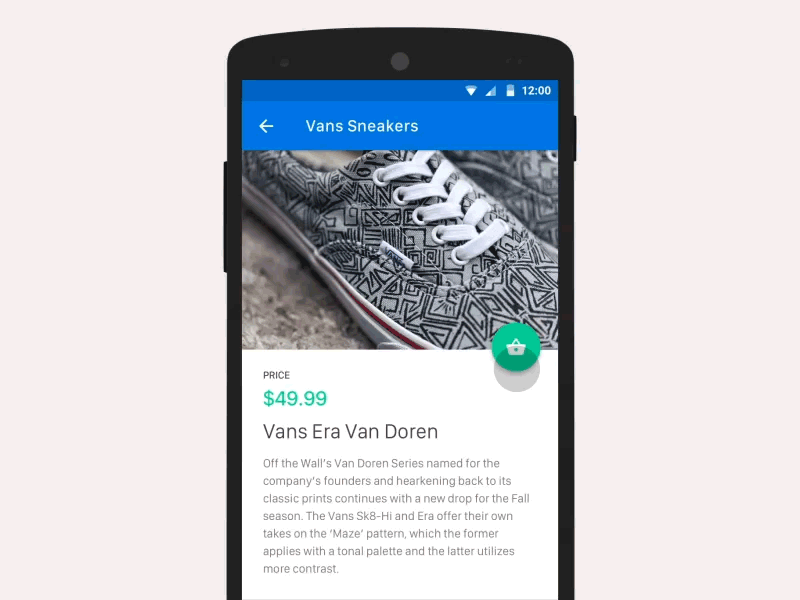 12:00
Vans Sneakers
PRICE
$49.99
Vans Era Van Doren
Off the Wall's Van Doren Series named for the
company's founders and hearkening back to its
classic prints continues with a new drop for the Fall
season. The Vans Sk8-Hi and Era offer their own
takes on the 'Maze' pattern, which the former
applies with a tonal palette and the latter utilizes
more contrast.